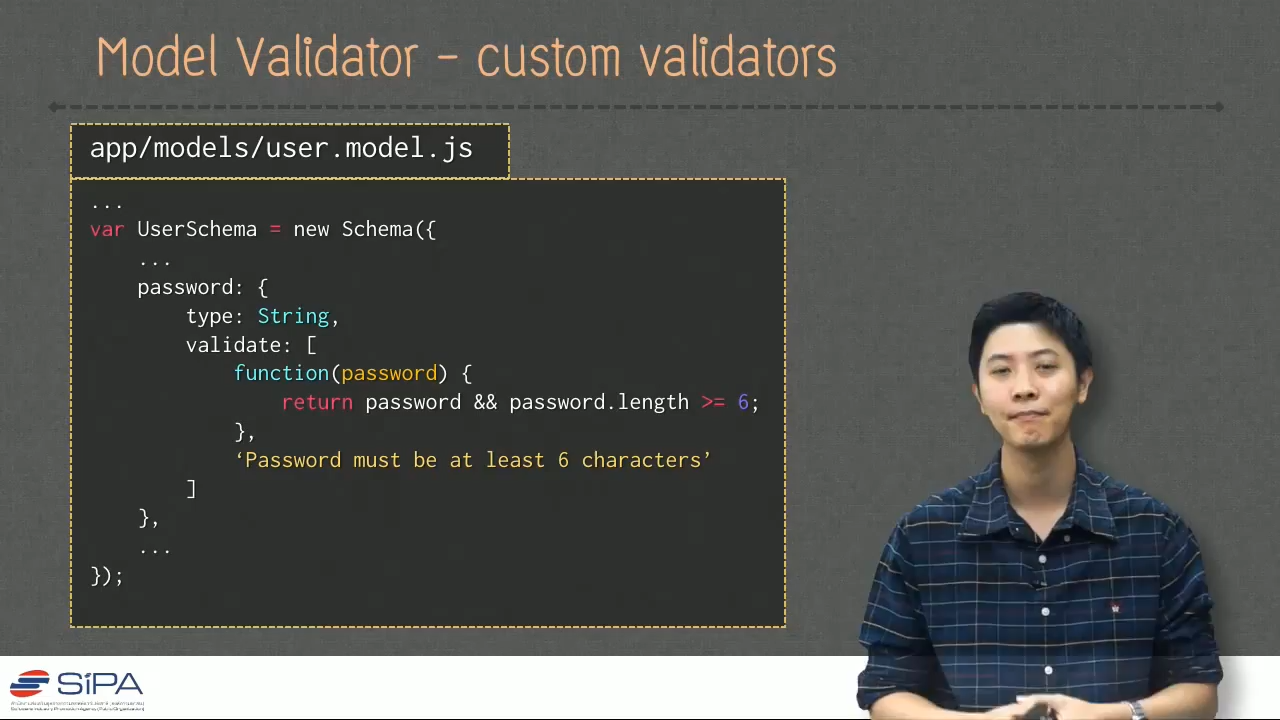 Model Validator - custom validators
app/models/user.model.js
...
var UserSchema = new Schema({
...
password: {
type: String,
validate: [
function(password) {
return password && password.length >= 6;
},
‘Password must be at least 6 characters’
]
},
...
});
SiPA